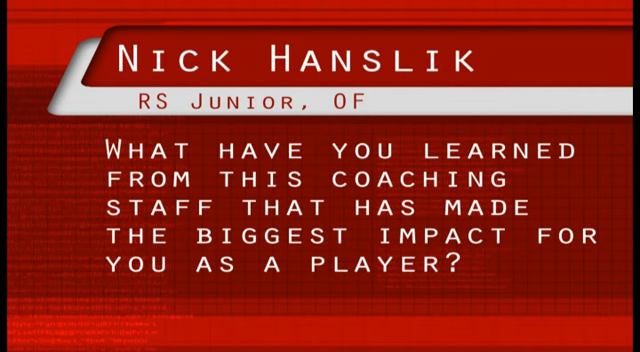 Nick Hanslik
RS Junior, OF
What have you learned
from this coaching
staff that has made
the biggest impact for
you as a player?